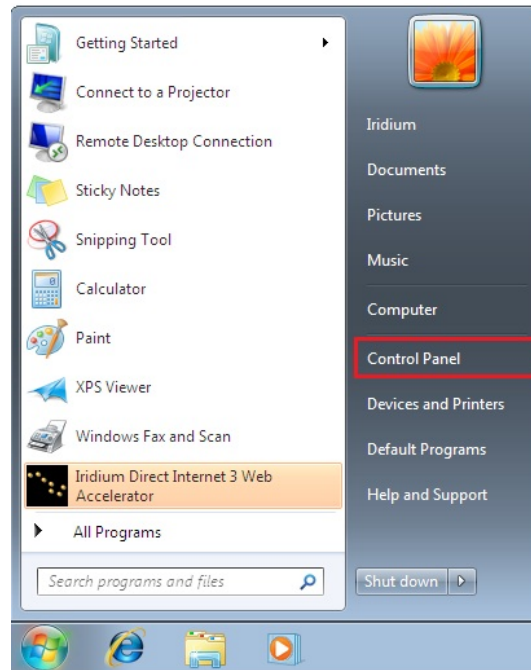 Getting Started
Connect to a Projector
Remote Desktop Connection
Sticky Notes
Snipping Tool
Calculator
Paint
XPS Viewer
Windows Fax and Scan
Iridium Direct Internet 3 Web
Accelerator
All Programs
Search programs and files
Iridium
Documents
Pictures
Music
Computer
Control Panel
Devices and Printers
Default Programs
Help and Support
Shut down